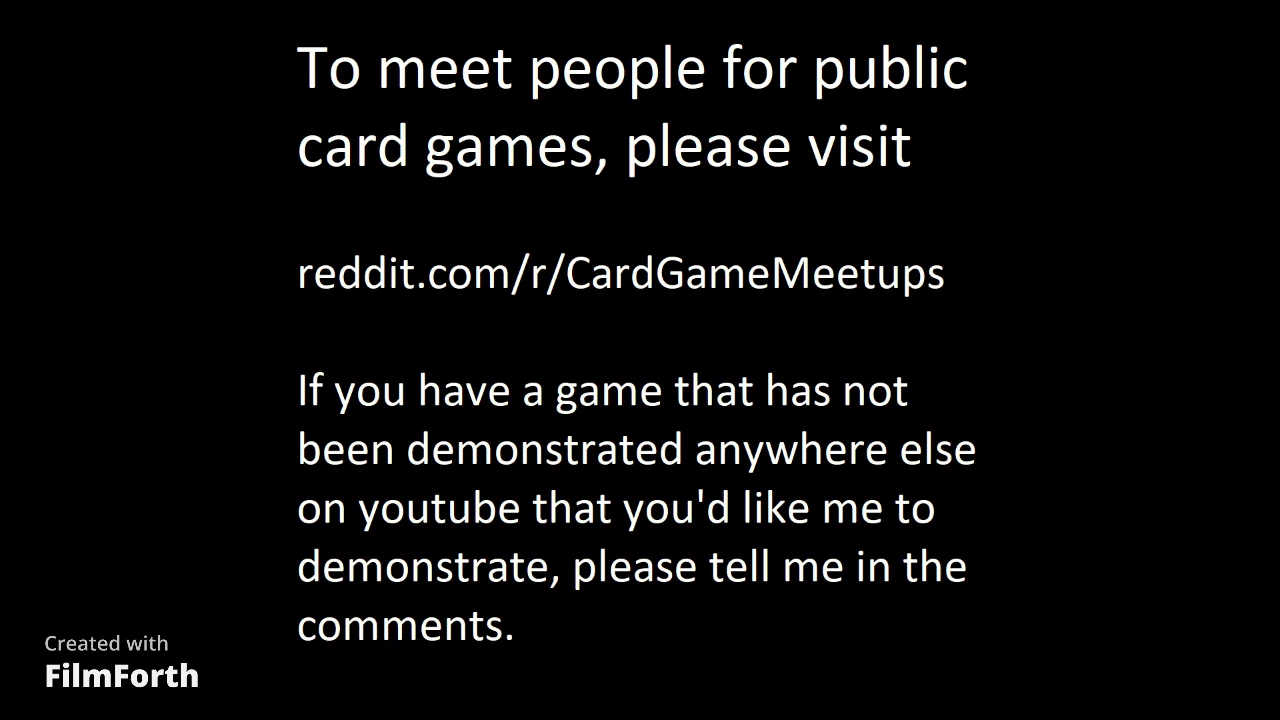 To meet people for public
card games, please visit
reddit.com/r/CardGameMeetups
If you have a game that has not
been demonstrated anywhere else
on youtube that you'd like me to
demonstrate, please tell me in the
comments.
Created with
FilmForth